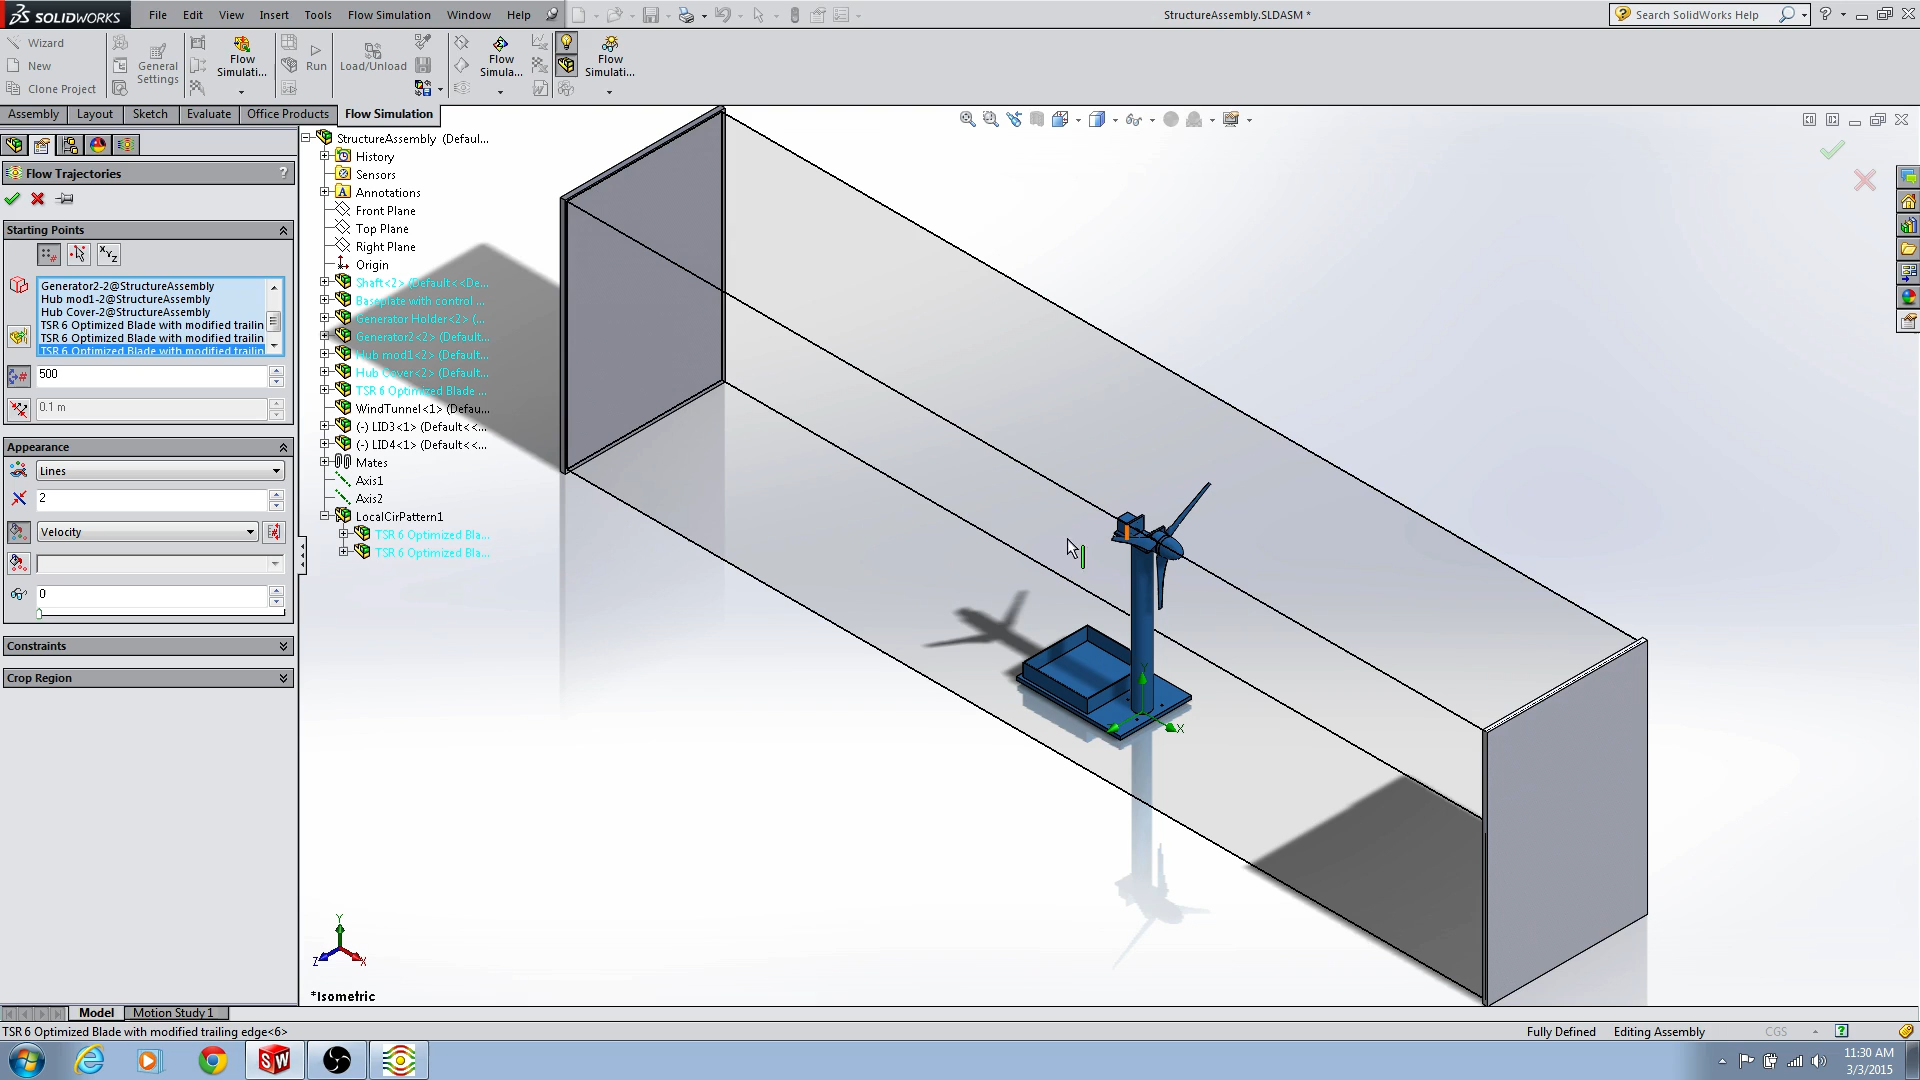 SOLIDWORKS File Edit View Insert Tools Flow Simulation Window Help StructureAssembly.SLDASM * Search SolidWorks Help
Wizard
New
Clone Project
General Settings
Flow Simulati...
Run
Load/Unload
Flow Simula...
Flow Simulati...
Assembly Layout Sketch Evaluate Office Products Flow Simulation
Flow Trajectories ?
Starting Points
Generator2-2@StructureAssembly
Hub mod1-2@StructureAssembly
Hub Cover-2@StructureAssembly
TSR 6 Optimized Blade with modified trailin
TSR 6 Optimized Blade with modified trailin
TSR 6 Optimized Blade with modified trailin
500
0.1 m
Appearance
Lines
2
Velocity
0
Constraints
Crop Region
StructureAssembly (Defaul...
History
Sensors
Annotations
Front Plane
Top Plane
Right Plane
Origin
Shaft<2> (Default<<De...
Baseplate with control ...
Generator Holder<2> (...
Generator2<2> (Default...
Hub mod1<2> (Default...
Hub Cover<2> (Default...
TSR 6 Optimized Blade ...
WindTunnel<1> (Defau...
(-) LID3<1> (Default<<...
(-) LID4<1> (Default<<...
Mates
Axis1
Axis2
LocalCirPattern1
TSR 6 Optimized Bla...
TSR 6 Optimized Bla...
Y
X
Y
Z
X
*Isometric
Model Motion Study 1
TSR 6 Optimized Blade with modified trailing edge<6> Fully Defined Editing Assembly CGS
11:30 AM
3/3/2015